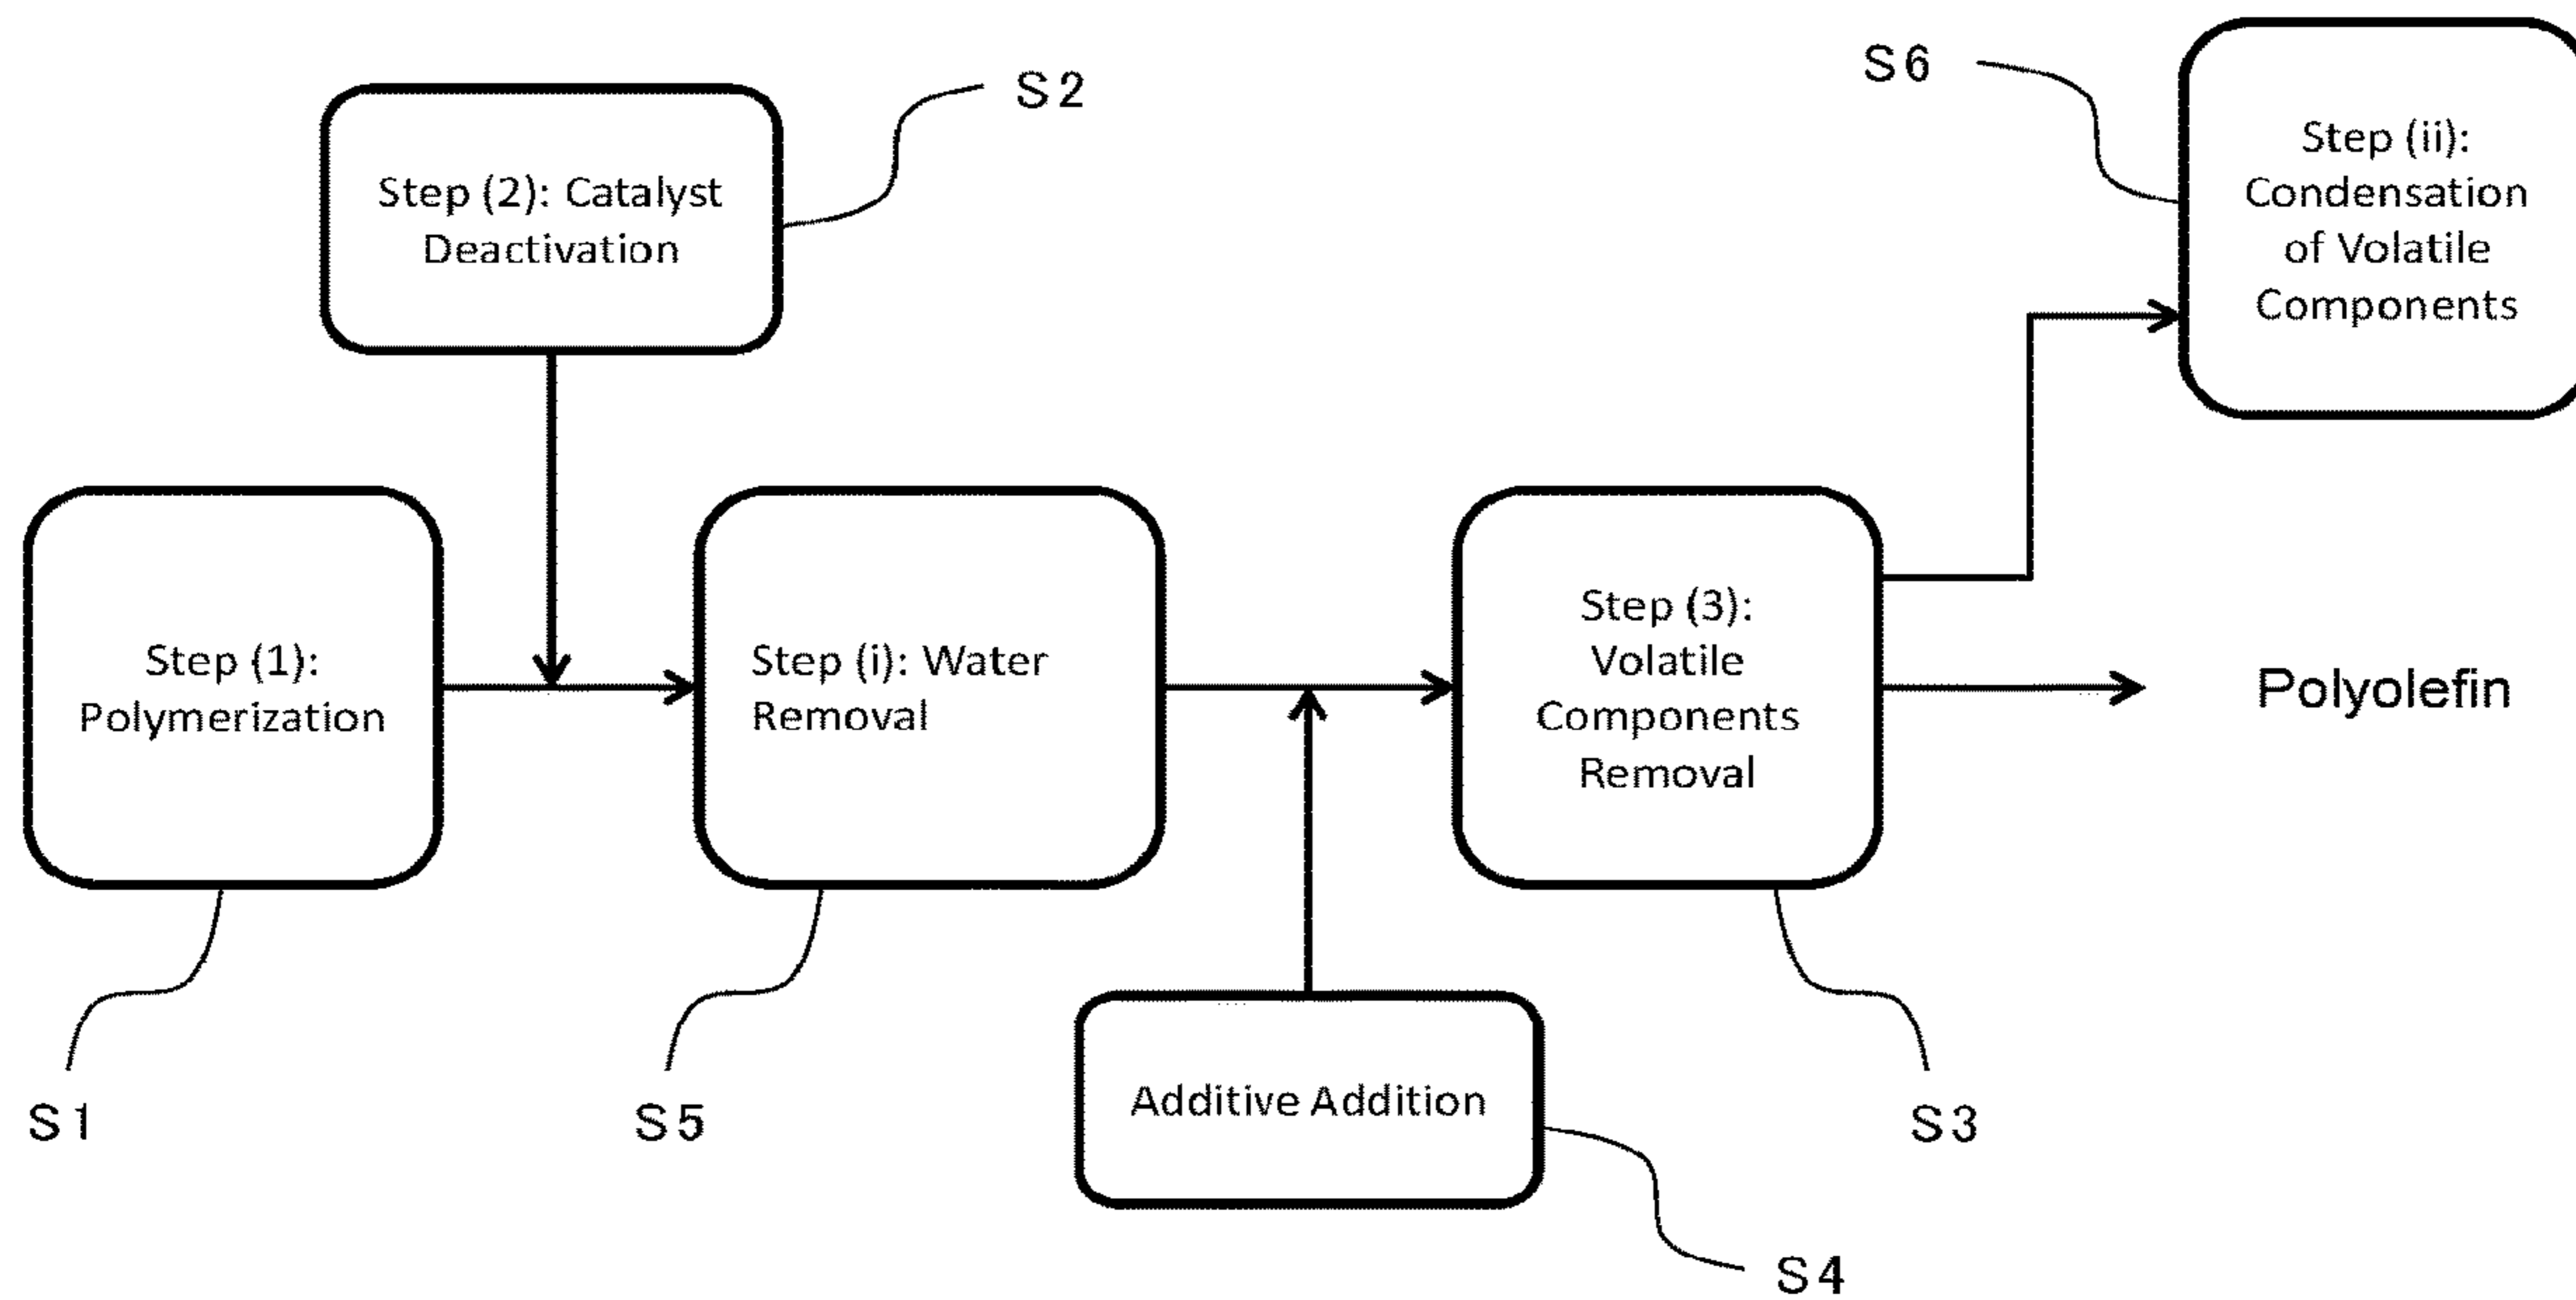 S2
Step (2): Catalyst
Deactivation
S6
Step (ii):
Condensation
of Volatile
Components
Step (1):
Polymerization
Step (i): Water
Removal
Step (3):
Volatile
Components
Removal
Polyolefin
S1
S5
Additive Addition
S3
S4